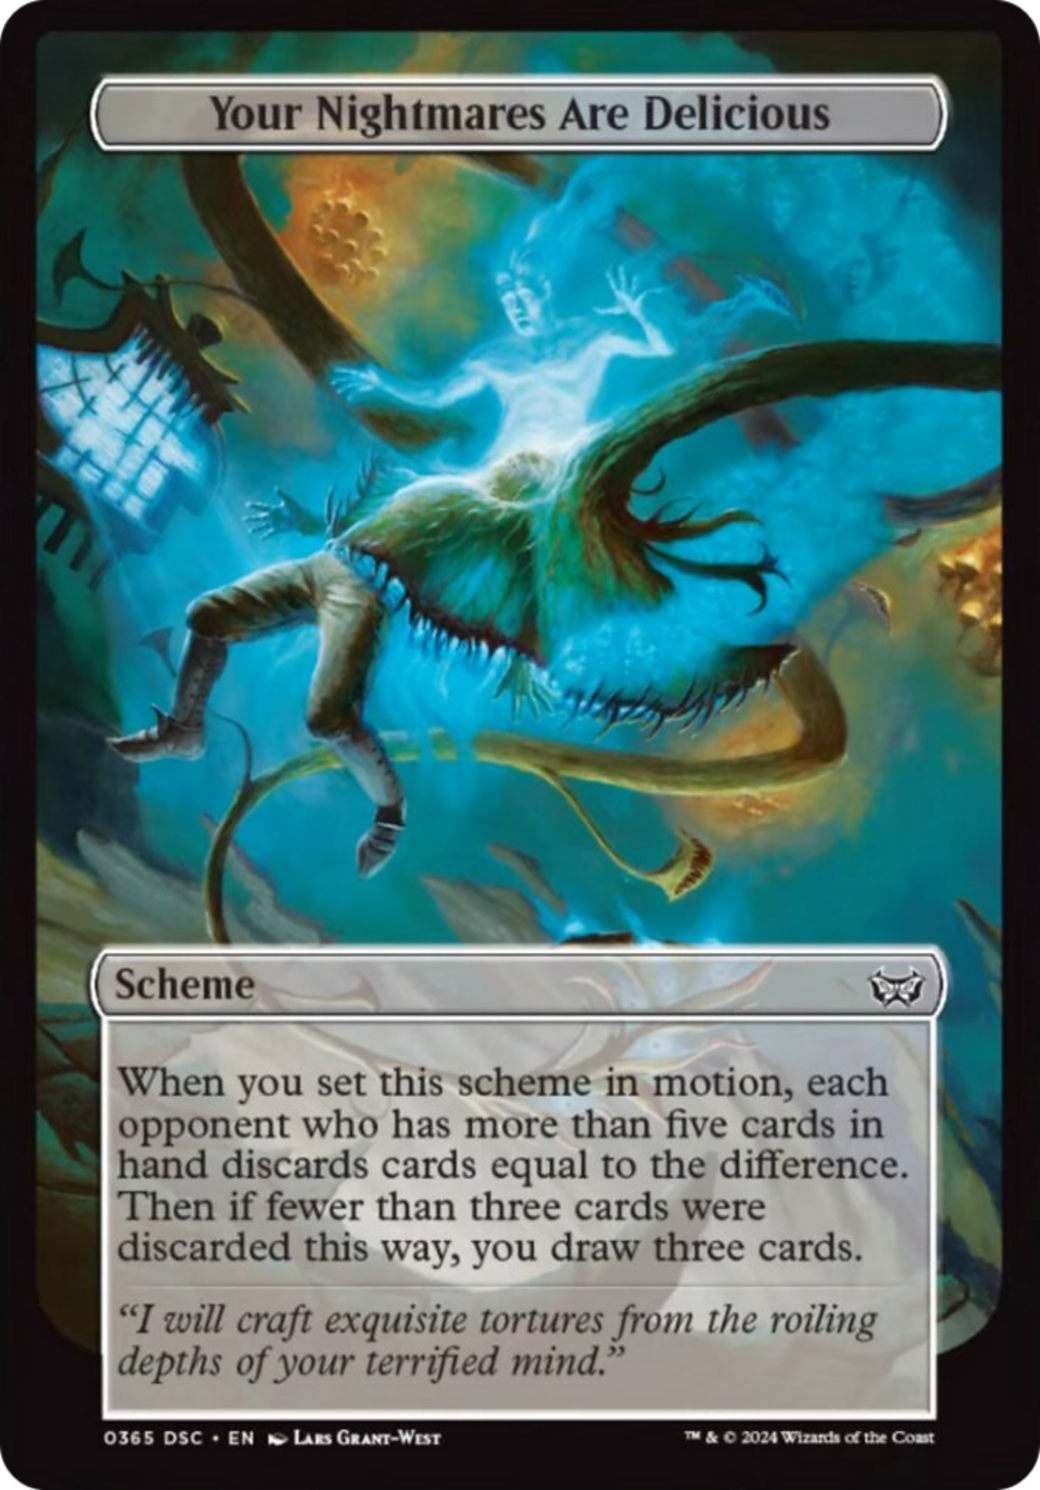 Your Nightmares Are Delicious
Scheme
When you set this scheme in motion, each
opponent who has more than five cards in
hand discards cards equal to the difference.
Then if fewer than three cards were
discarded this way, you draw three cards.
“I will craft exquisite tortures from the roiling
depths of your terrified mind.”
0365 DSC • EN Lars Grant-West
™ & © 2024 Wizards of the Coast